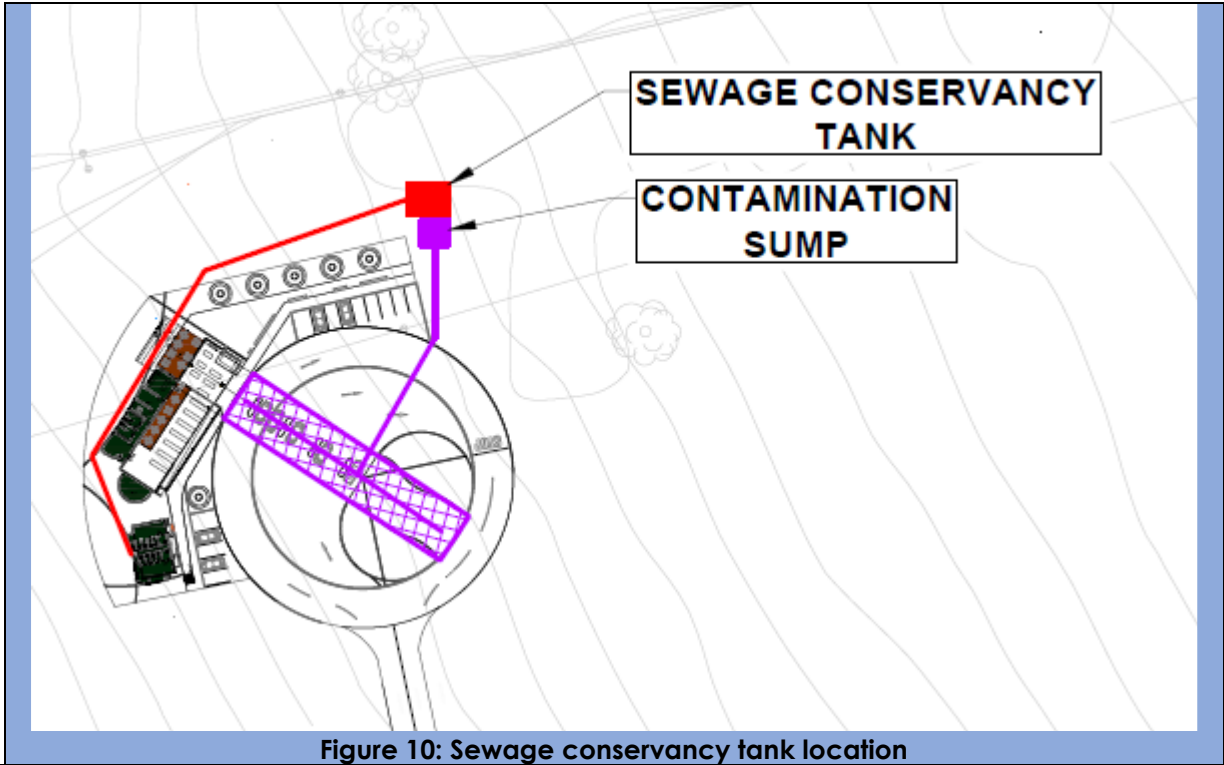 SEWAGE CONSERVANCY
TANK
CONTAMINATION
SUMP
Figure 10: Sewage conservancy tank location